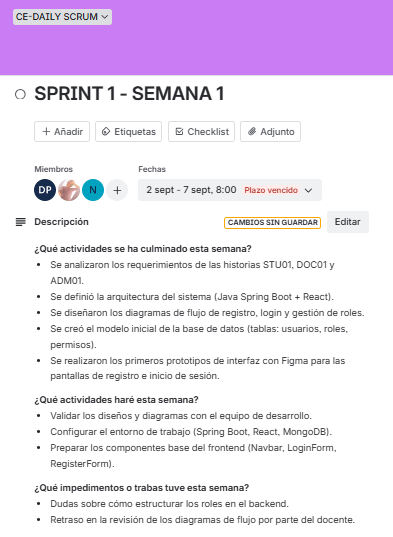 CE-DAILY SCRUM
SPRINT 1 - SEMANA 1
Añadir Etiquetas Checklist Adjunto
Miembros Fechas
DP N 2 sept - 7 sept, 8:00 Plazo vencido
Descripción CAMBIOS SIN GUARDAR Editar
¿Qué actividades se ha culminado esta semana?
• Se analizaron los requerimientos de las historias STU01, DOC01 y
ADM01.
• Se definió la arquitectura del sistema (Java Spring Boot + React).
• Se diseñaron los diagramas de flujo de registro, login y gestión de roles.
• Se creó el modelo inicial de la base de datos (tablas: usuarios, roles,
permisos).
• Se realizaron los primeros prototipos de interfaz con Figma para las
pantallas de registro e inicio de sesión.
¿Qué actividades haré esta semana?
• Validar los diseños y diagramas con el equipo de desarrollo.
• Configurar el entorno de trabajo (Spring Boot, React, MongoDB).
• Preparar los componentes base del frontend (Navbar, LoginForm,
RegisterForm).
¿Qué impedimentos o trabas tuve esta semana?
• Dudas sobre cómo estructurar los roles en el backend.
• Retraso en la revisión de los diagramas de flujo por parte del docente.